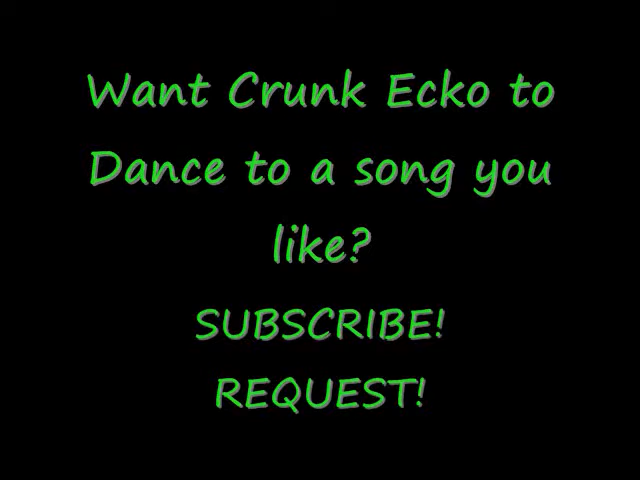 Want Crunk Ecko to
Dance to a song you
like?
SUBSCRIBE!
REQUEST!